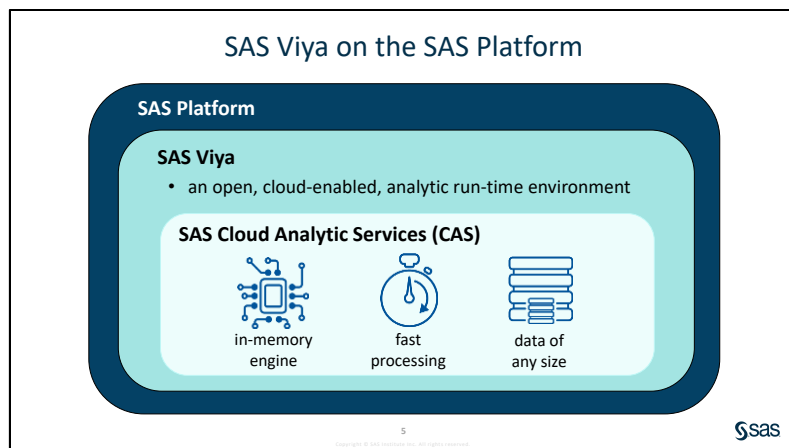 SAS Viya on the SAS Platform
SAS Platform
SAS Viya
• an open, cloud-enabled, analytic run-time environment
SAS Cloud Analytic Services (CAS)
in-memory
engine
fast
processing
data of
any size
5
Copyright © SAS Institute Inc. All rights reserved.
sas